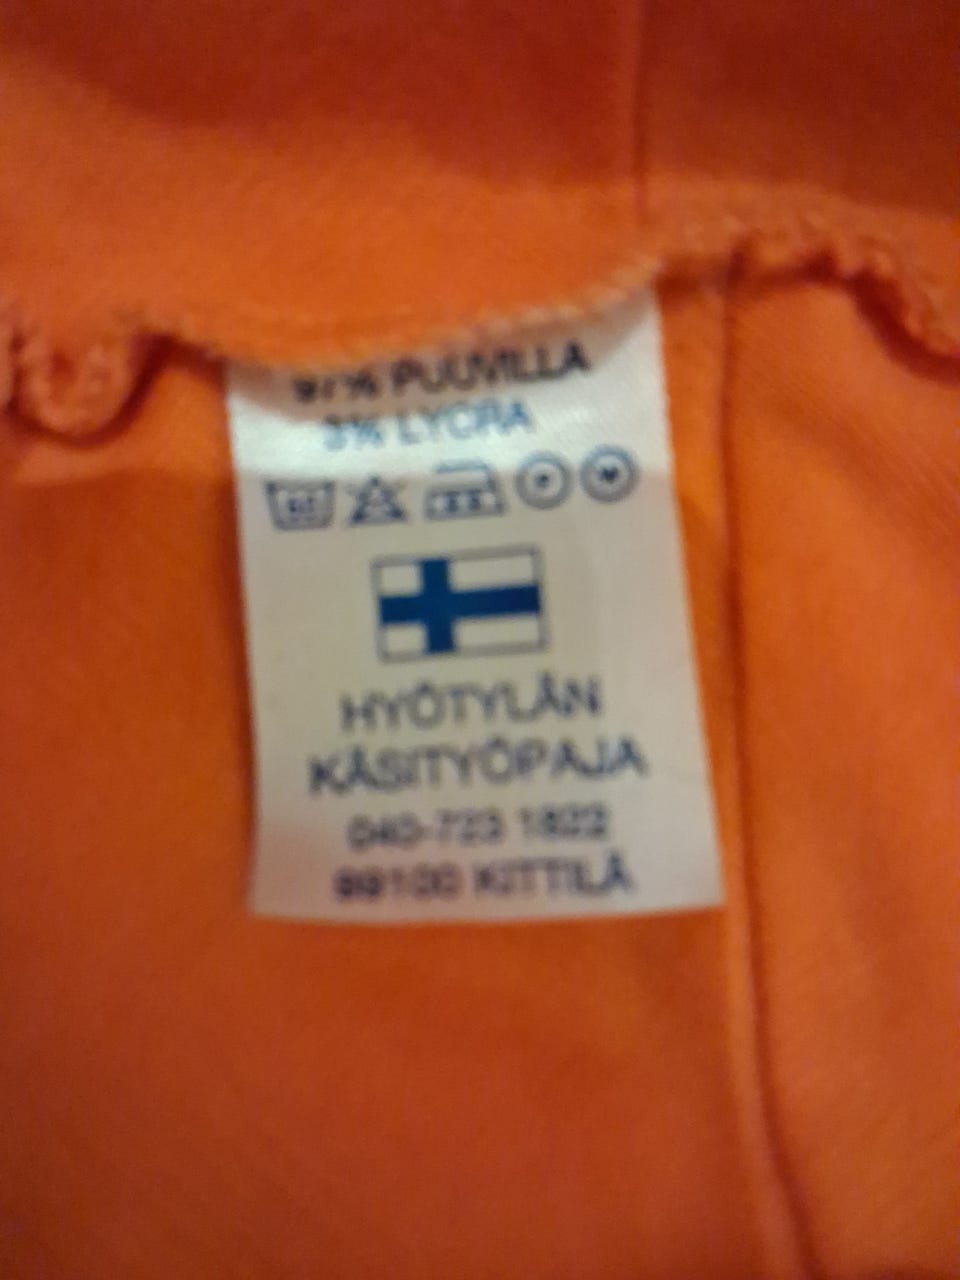 97% PUUVILLA
3% LYCRA
HYÖTYLÄN
KÄSITYÖPAJA
040-723 1822
99100 KITTILÄ